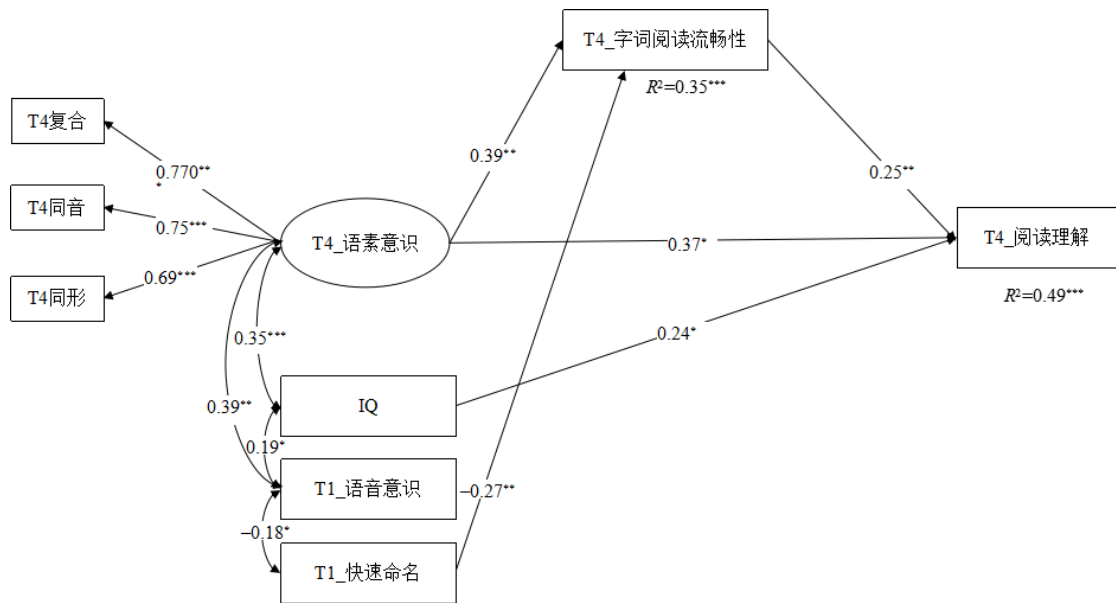 T4_字词阅读流畅性
R²=0.35***
T4复合
0.770**
*
0.39**
0.25**
T4同音
0.75***
T4_语素意识
0.37*
T4_阅读理解
0.69***
T4同形
R²=0.49***
0.35***
0.24*
IQ
0.39**
0.19*
T1_语音意识
−0.27**
−0.18*
T1_快速命名